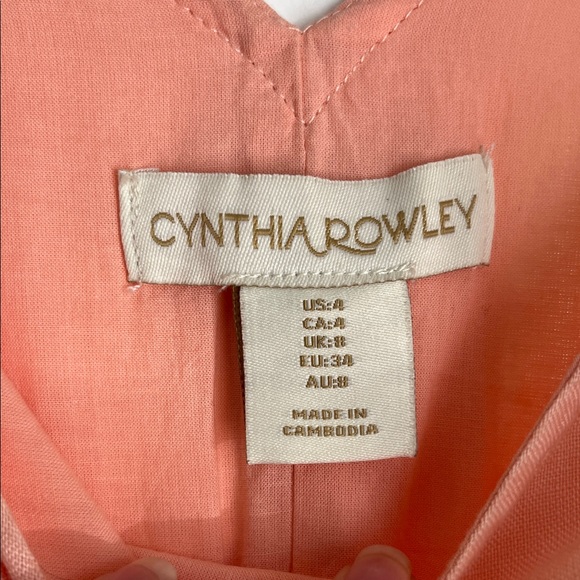 CYNTHIA ROWLEY
US:4
CA:4
UK:8
EU:34
AU:8
MADE IN
CAMBODIA